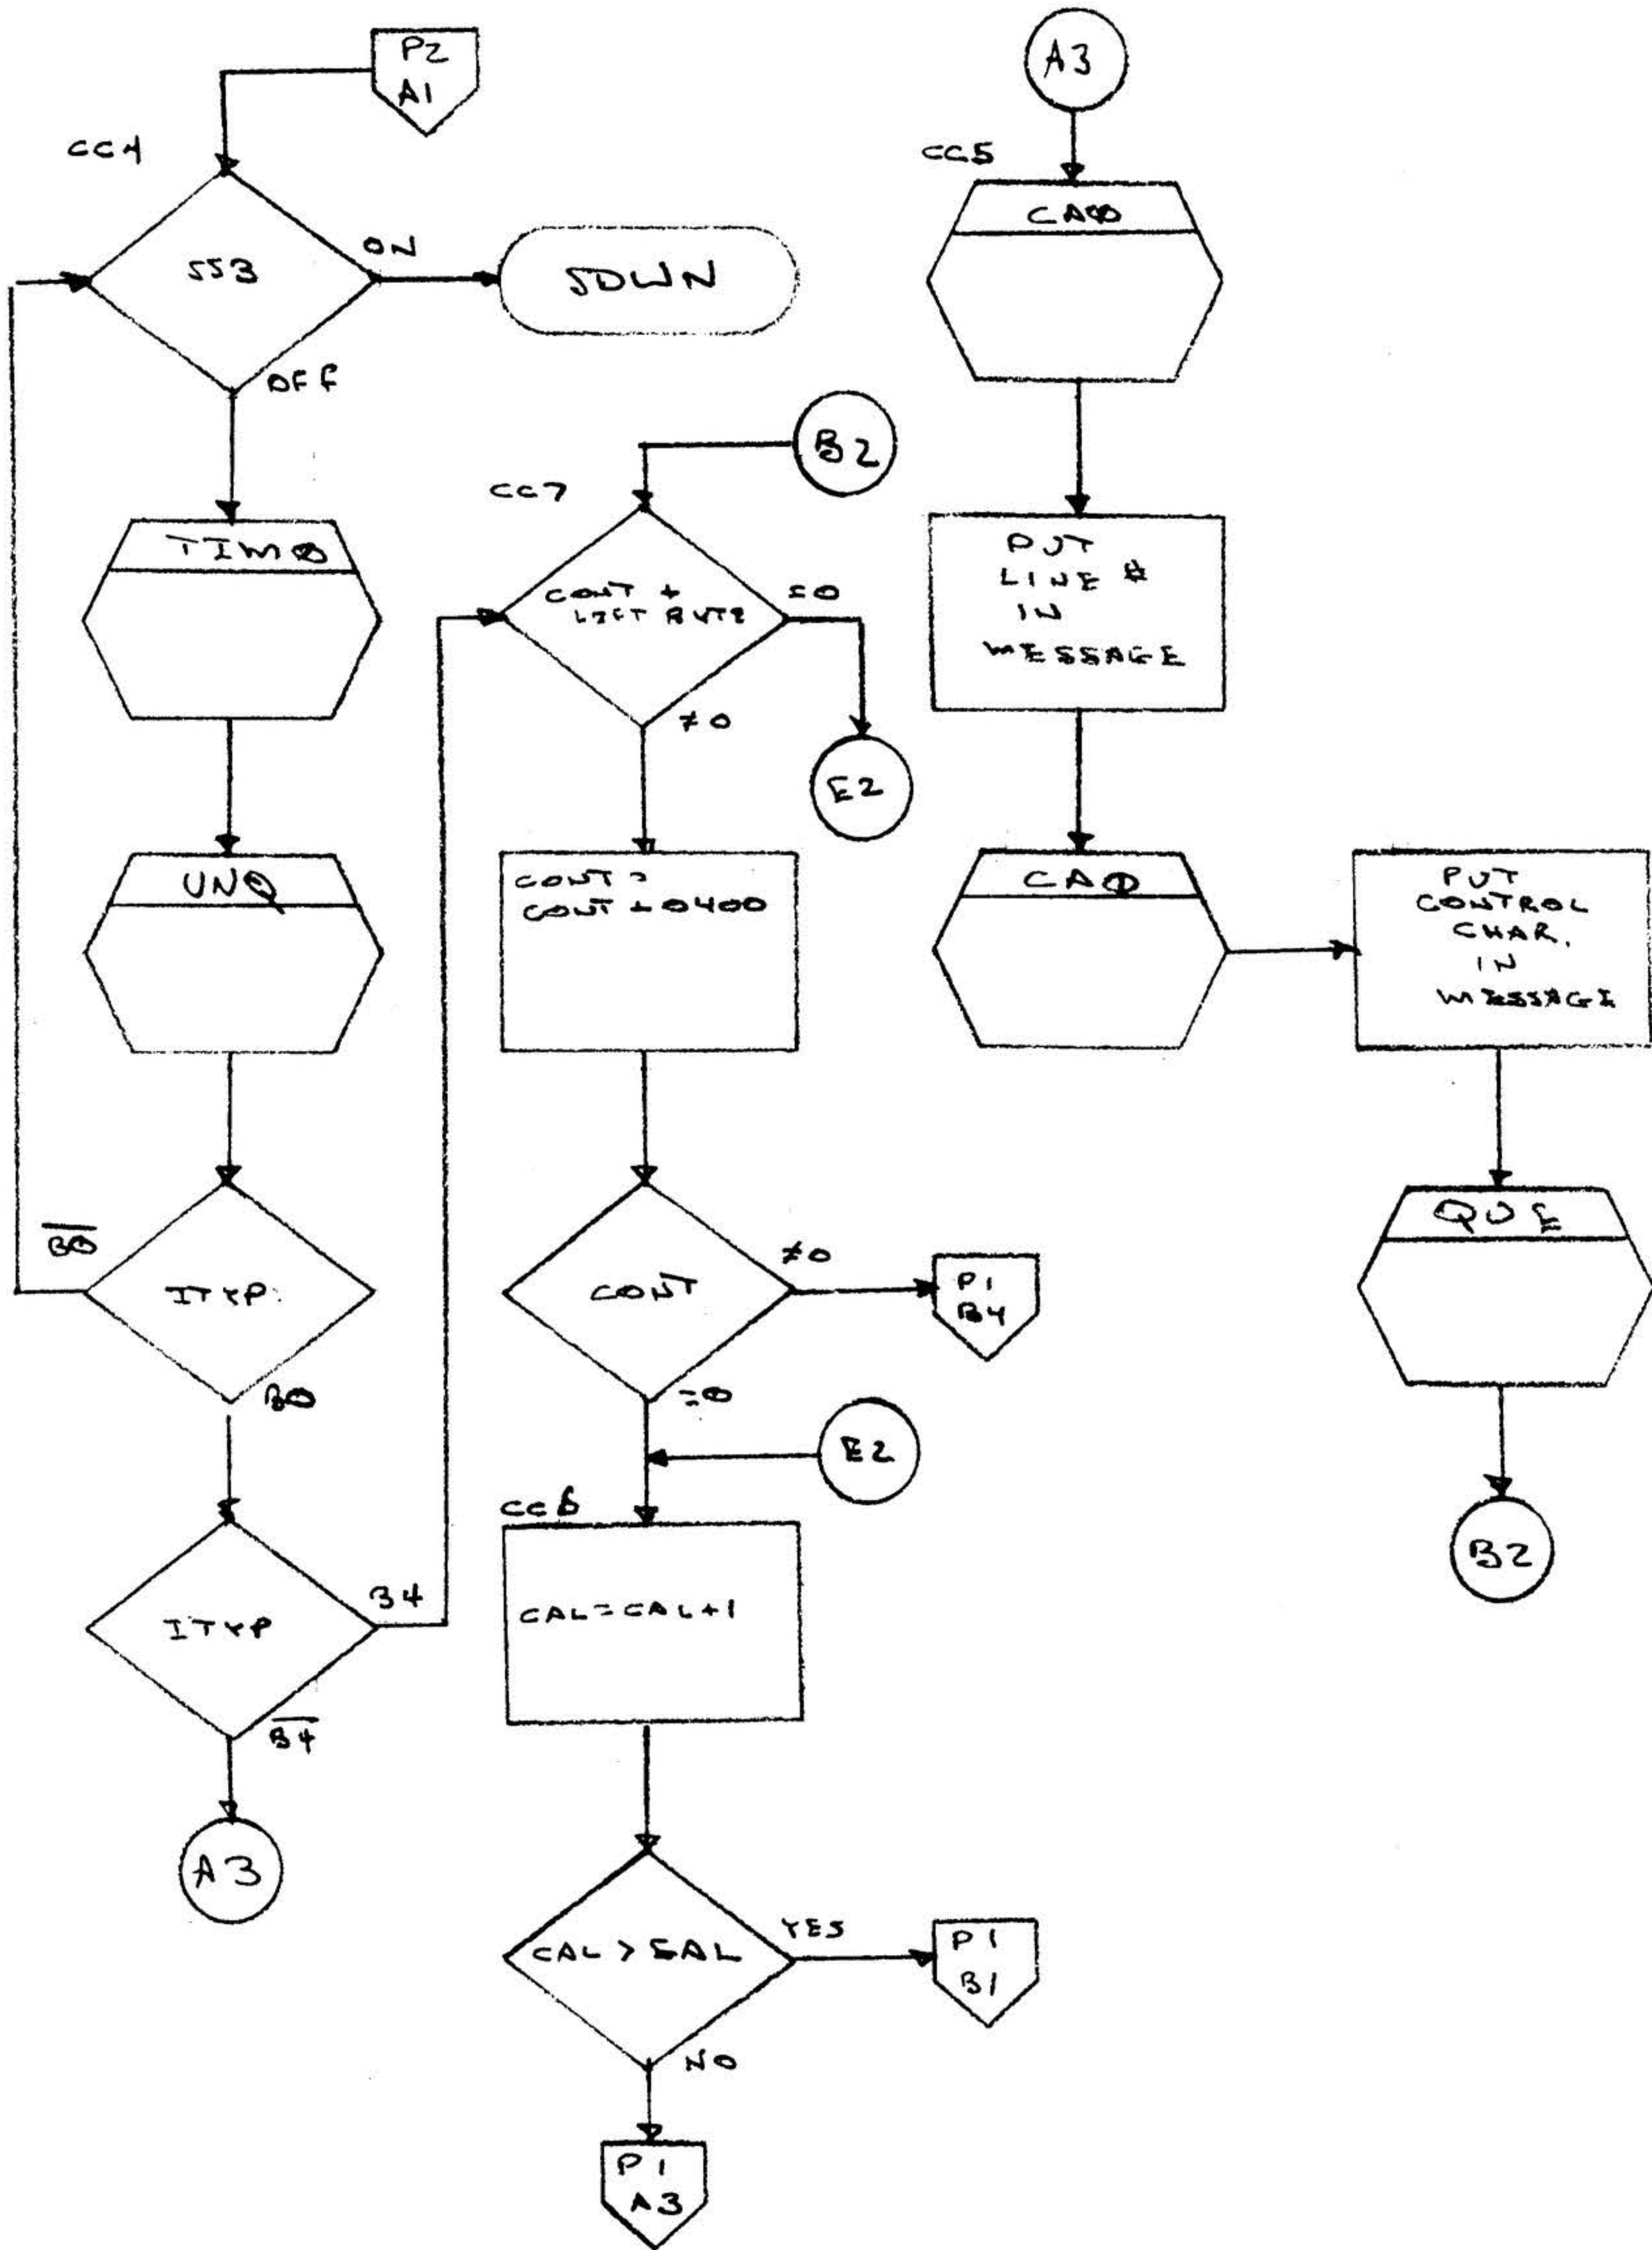 P2
A1
CC4
SS3
ON
SDWN
OFF
TIMØ
UNQ
B0
ITYP
B0
ITYP
B4
B4
A3
B2
CC7
CONT +
LEFT BYTE
=0
≠0
E2
CONT =
CONT + 0400
CONT
≠0
P1
B4
=0
E2
CC6
CAL=CAL+1
CAL > EAL
YES
P1
B1
NO
P1
A3
A3
CC5
CAØ
PUT
LINE #
IN
MESSAGE
PUT
CONTROL
CHAR.
IN
MESSAGE
QUE
B2